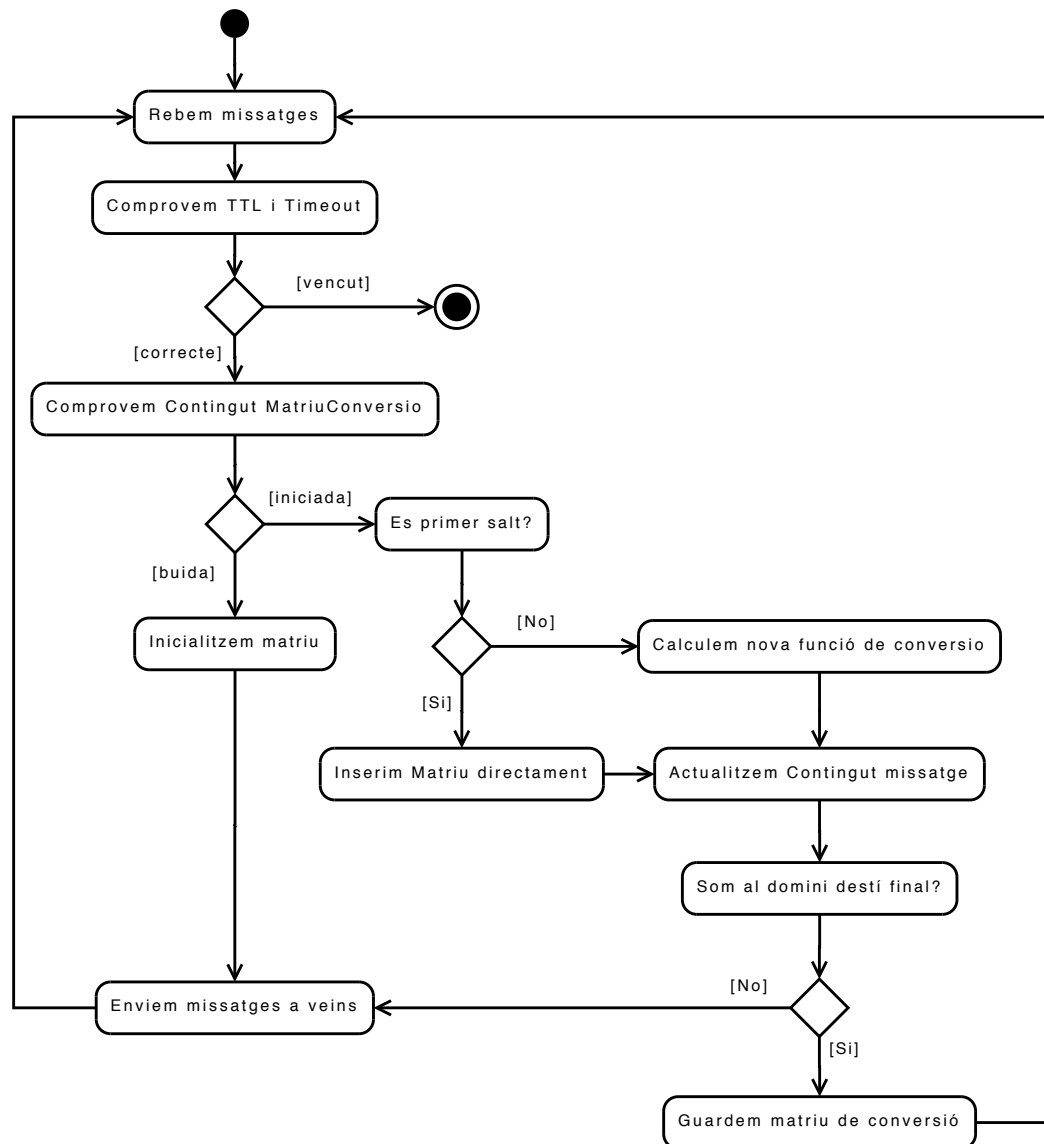 Rebem missatges
Comprovem TTL i Timeout
[vencut]
[correcte]
Comprovem Contingut MatriuConversio
[iniciada]
Es primer salt?
[buida]
Inicialitzem matriu
[No]
Calculem nova funció de conversio
[Si]
Inserim Matriu directament
Actualitzem Contingut missatge
Som al domini destí final?
[No]
Enviem missatges a veins
[Si]
Guardem matriu de conversió